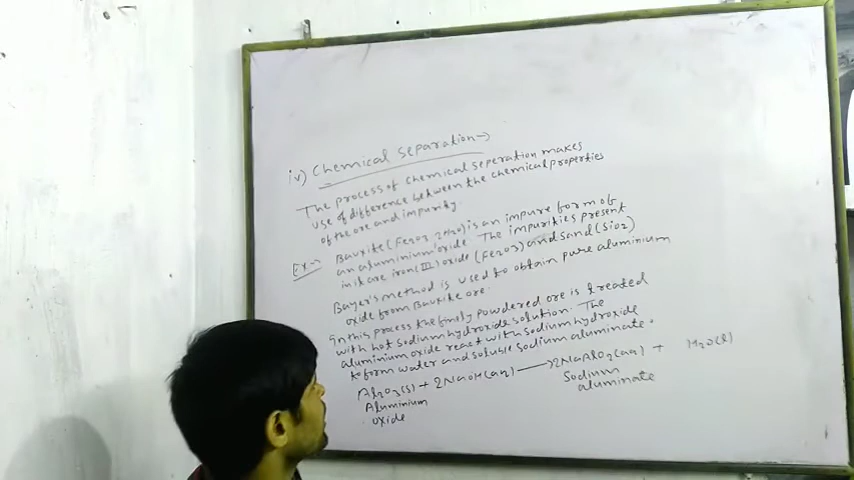 iv) Chemical Separation →
The process of chemical seperation makes
use of difference between the chemical properties
of the ore and impurity.
Ex:→ Bauxite (Fe2O3 2H2O) is an impure form of
an aluminium oxide. The impurities present
in it are iron (III) oxide (Fe2O3) and sand (SiO2)
Bayer's method is used to obtain pure aluminium
oxide from Bauxite ore.
In this process the finely powdered ore is treated
with hot sodium hydroxide solution. The
aluminium oxide react with sodium hydroxide
to form water and soluble sodium aluminate.
Al2O3(s) + 2NaOH(aq) → 2NaAlO2(aq) + H2O(l)
Aluminium oxide
Sodium aluminate